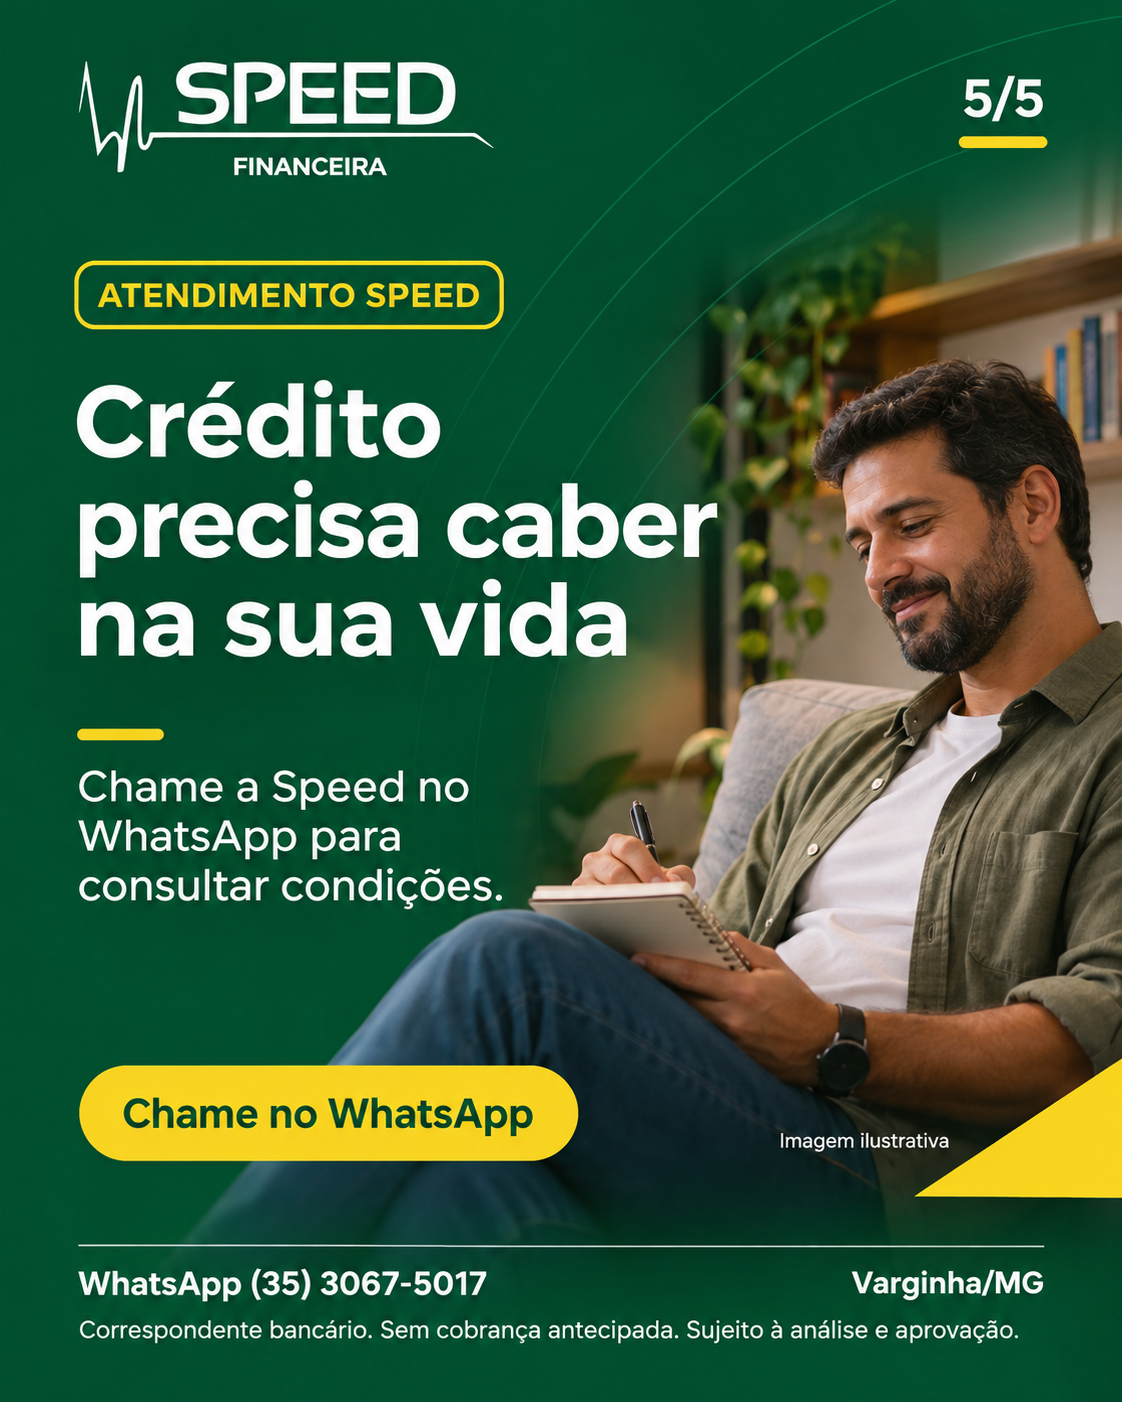 SPEED
FINANCEIRA
5/5
ATENDIMENTO SPEED
Crédito
precisa caber
na sua vida
Chame a Speed no
WhatsApp para
consultar condições.
Chame no WhatsApp
Imagem ilustrativa
WhatsApp (35) 3067-5017
Varginha/MG
Correspondente bancário. Sem cobrança antecipada. Sujeito à análise e aprovação.